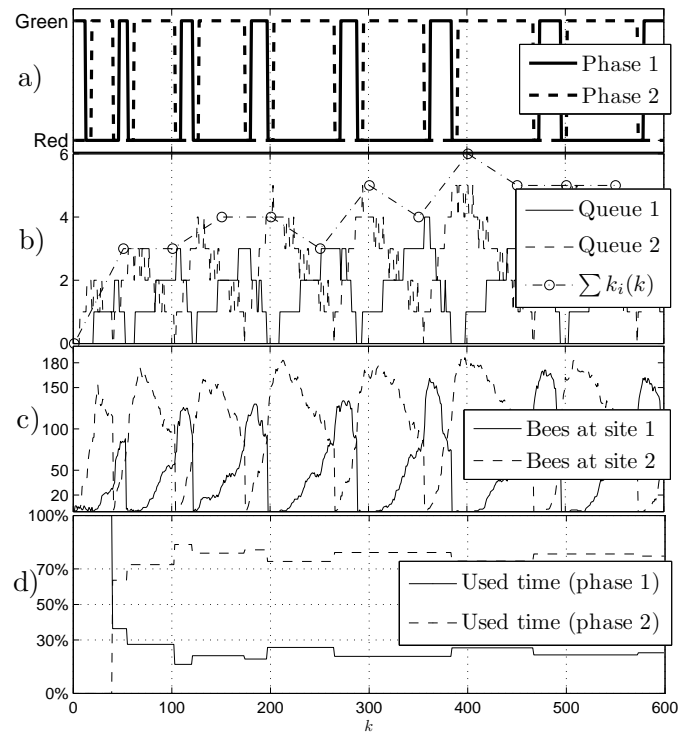 Green
a)
Phase 1
Phase 2
Red
6
4
b)
Queue 1
Queue 2
∑ k_i(k)
2
0
180
150
c)
100
Bees at site 1
Bees at site 2
50
20
100%
d)
70%
Used time (phase 1)
50%
Used time (phase 2)
30%
0%
0 100 200 300 400 500 600
k